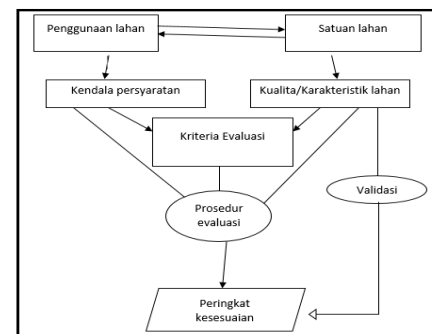 Penggunaan lahan
Satuan lahan
Kendala persyaratan
Kualita/Karakteristik lahan
Kriteria Evaluasi
Validasi
Prosedur
evaluasi
Peringkat
kesesuaian